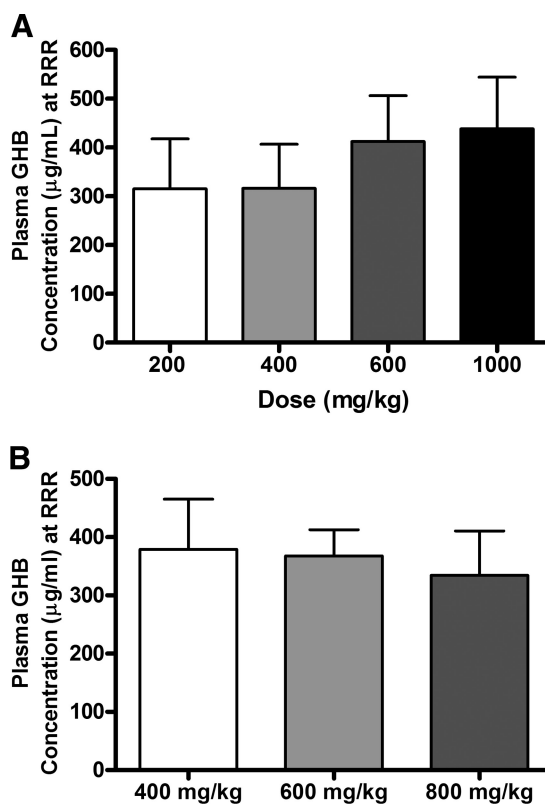 A
Plasma GHB
Concentration (µg/mL) at RRR
600
500
400
300
200
100
0
200 400 600 1000
Dose (mg/kg)
B
Plasma GHB
Concentration (µg/ml) at RRR
500
400
300
200
100
0
400 mg/kg 600 mg/kg 800 mg/kg